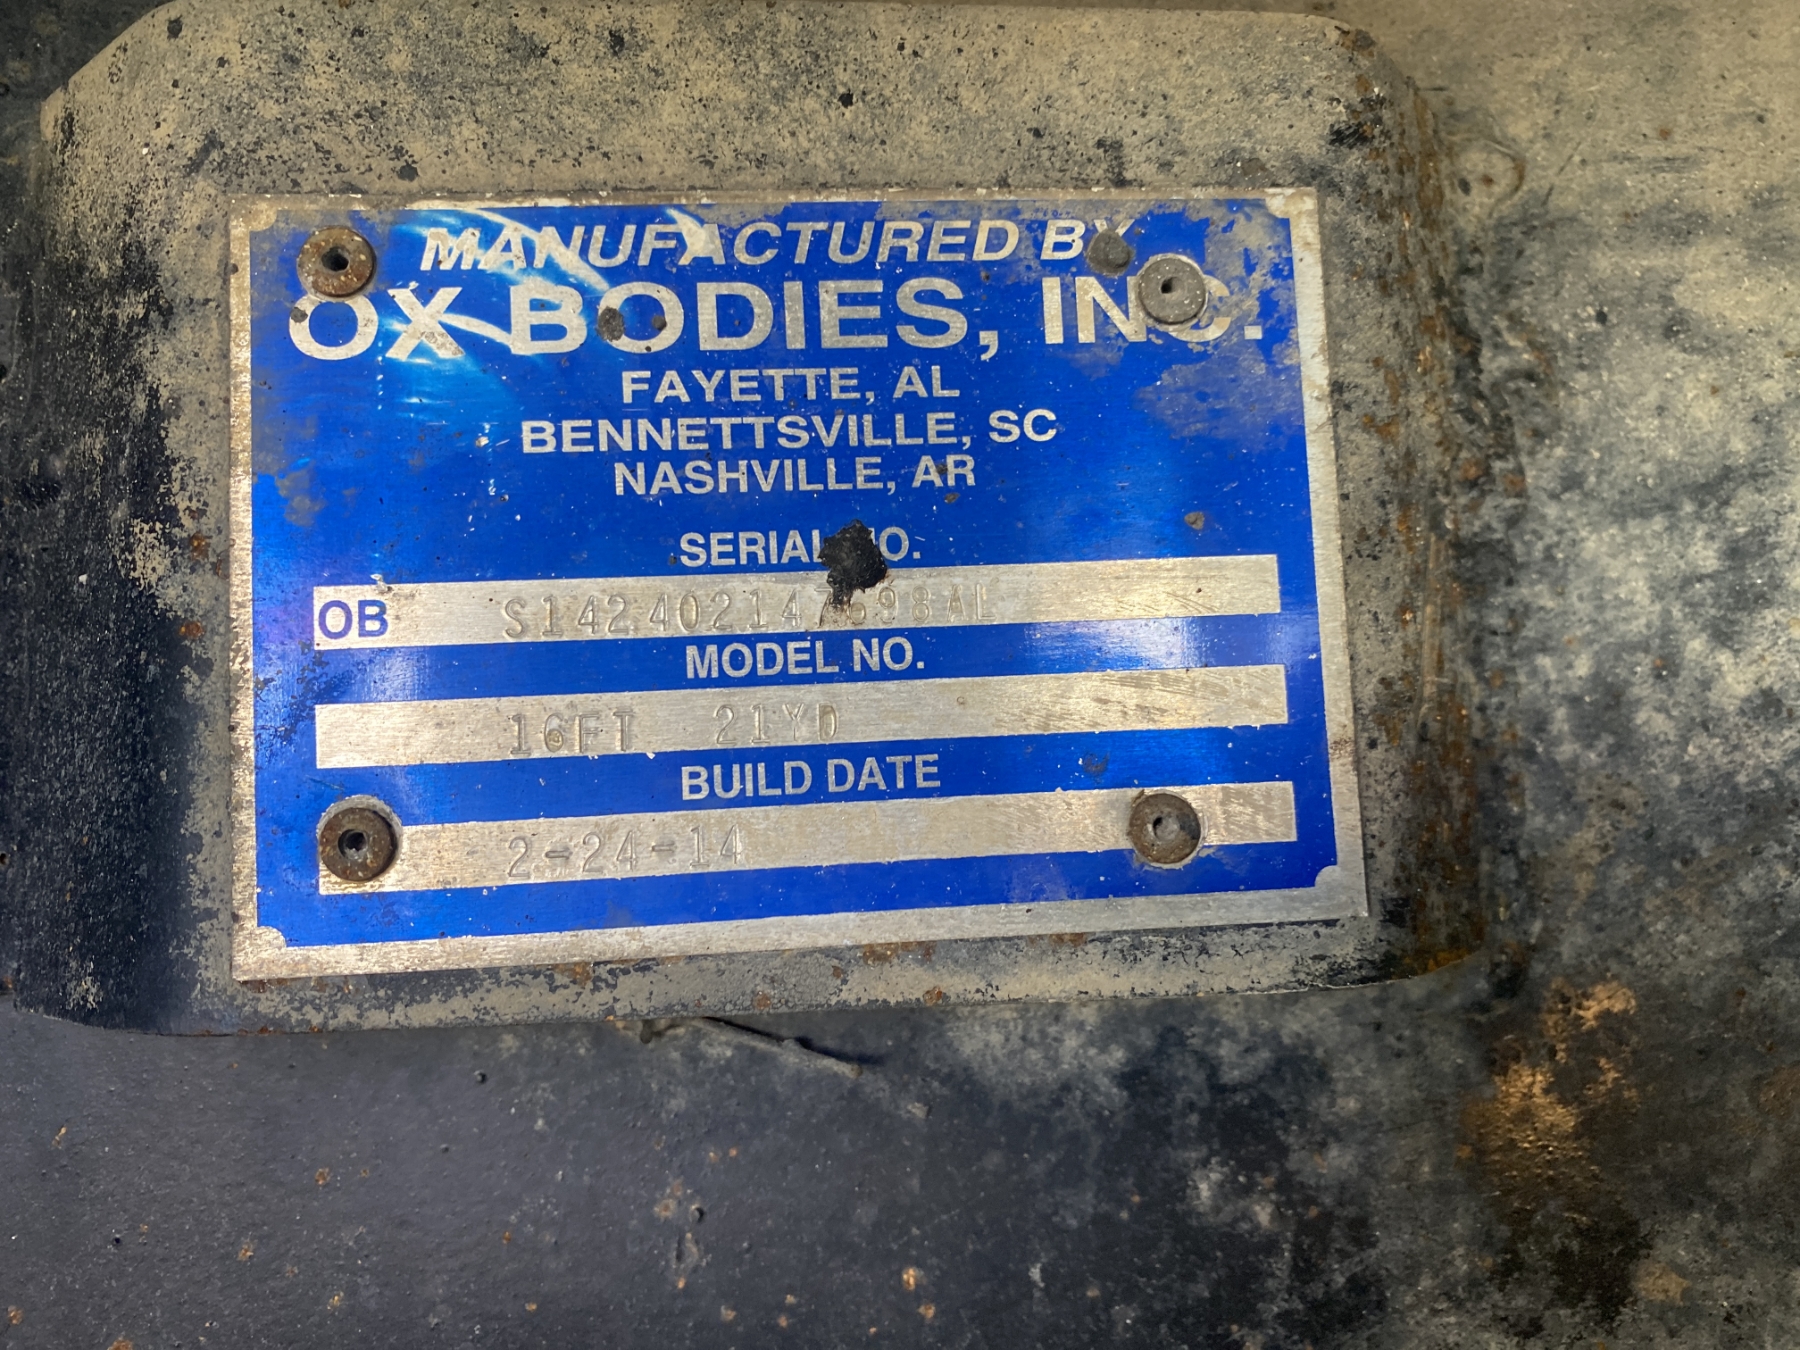 MANUFACTURED BY
OX BODIES, INC.
FAYETTE, AL
BENNETTSVILLE, SC
NASHVILLE, AR
SERIAL NO.
OB S142402147698AL
MODEL NO.
16FT 21YD
BUILD DATE
2-24-14